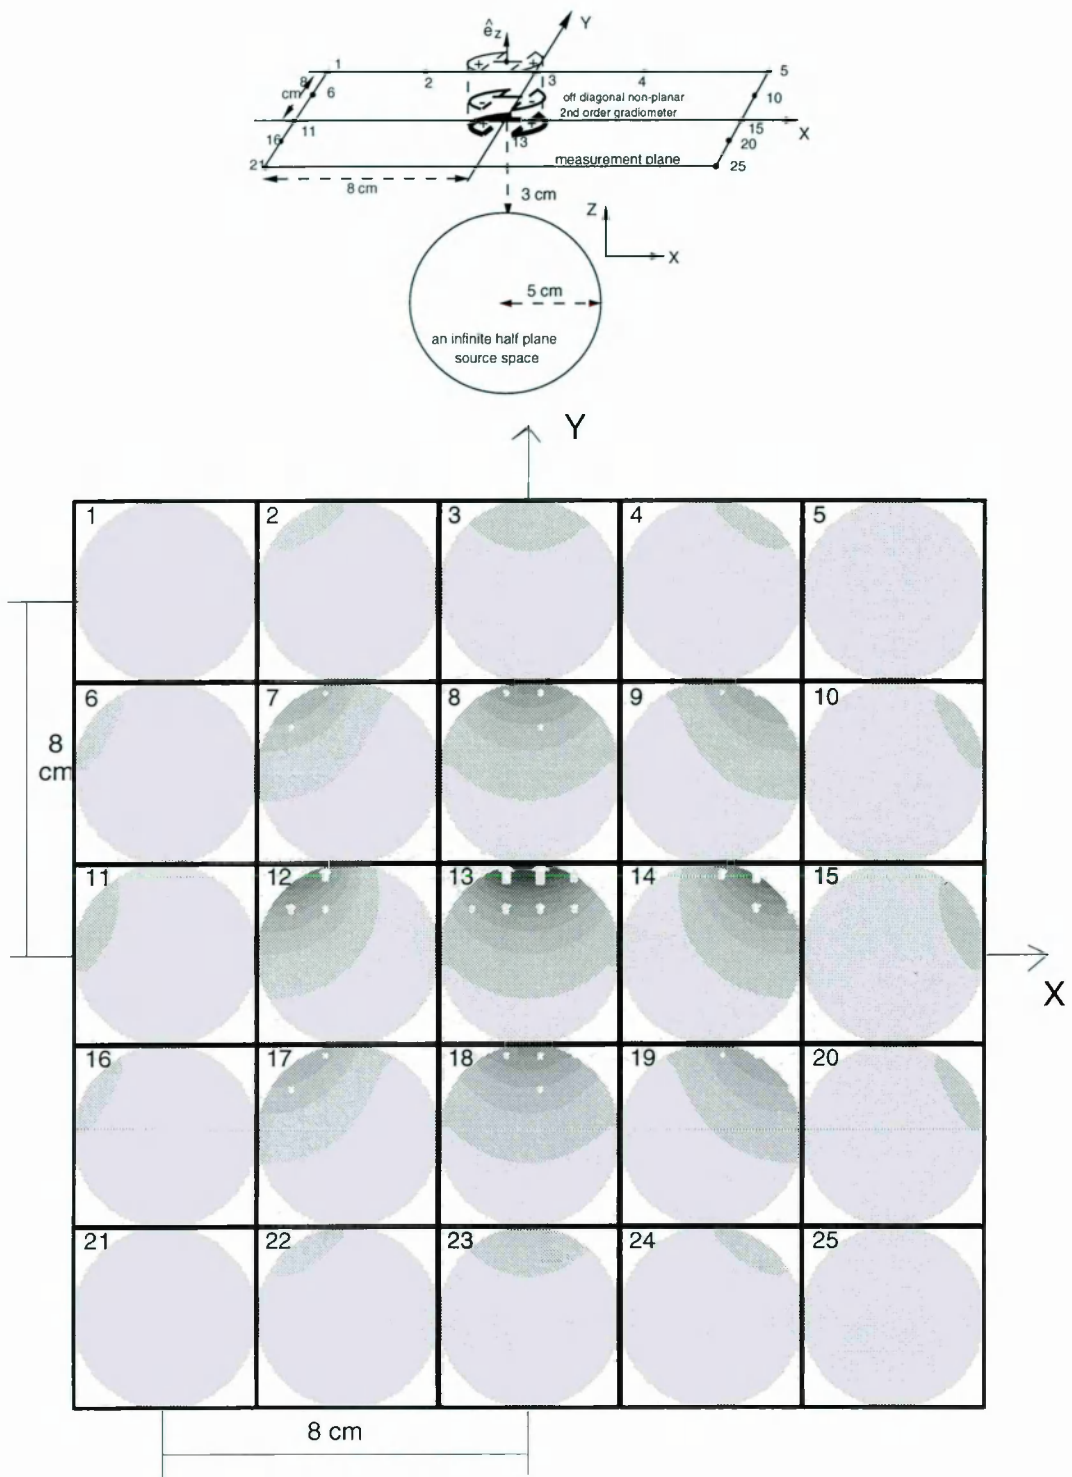 Y
ê z
1
2
3
4
5
8
cm
6
off diagonal non-planar
2nd order gradiometer
10
11
15
X
16
13
20
21
measurement plane
25
8 cm
3 cm
Z
X
5 cm
an infinite half plane
source space
Y
1 2 3 4 5
6 7 8 9 10
8
cm
11 12 13 14 15
X
16 17 18 19 20
21 22 23 24 25
8 cm